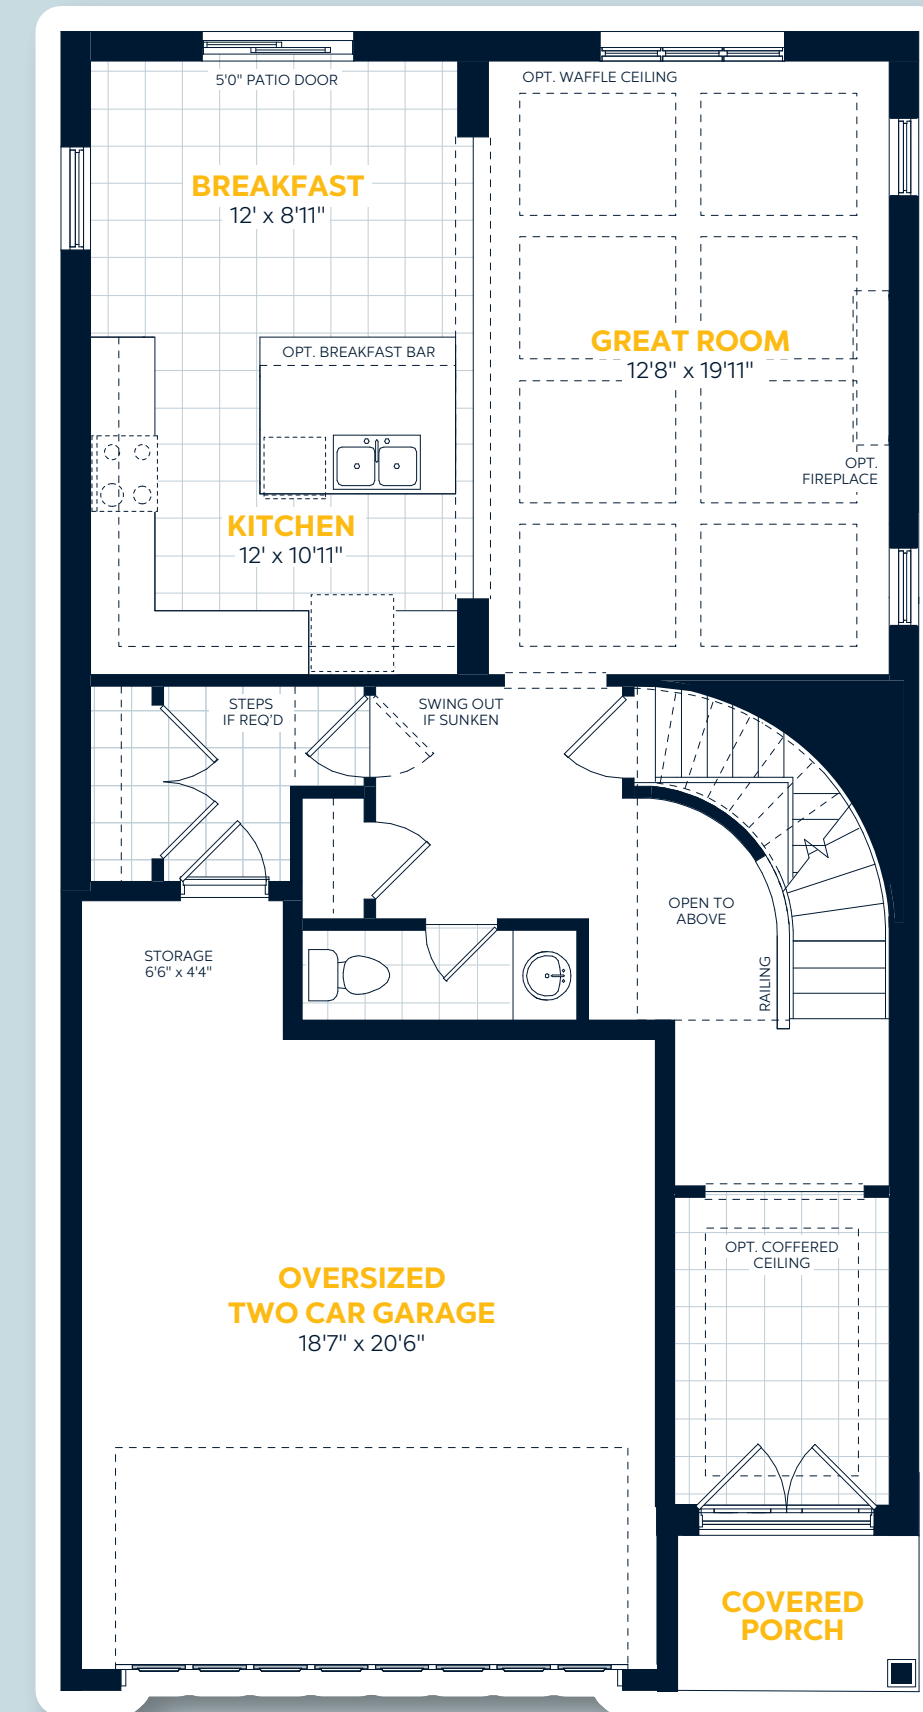 5'0" PATIO DOOR
OPT. WAFFLE CEILING
BREAKFAST
12' x 8'11"
GREAT ROOM
12'8" x 19'11"
OPT. BREAKFAST BAR
OPT.
FIREPLACE
KITCHEN
12' x 10'11"
STEPS
IF REQ'D
SWING OUT
IF SUNKEN
OPEN TO
ABOVE
RAILING
STORAGE
6'6" x 4'4"
OPT. COFFERED
CEILING
OVERSIZED
TWO CAR GARAGE
18'7" x 20'6"
COVERED
PORCH